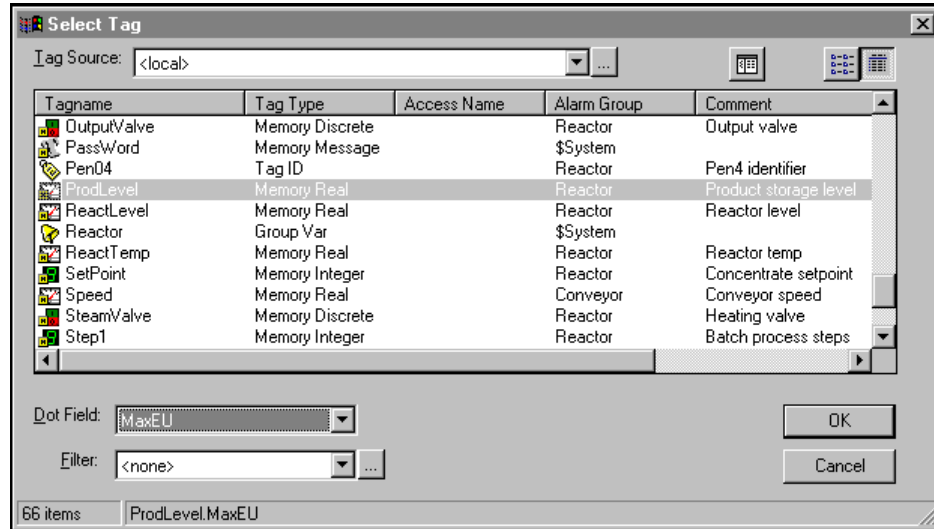 Select Tag
Tag Source: <local> ...
Tagname Tag Type Access Name Alarm Group Comment
OutputValve Memory Discrete Reactor Output valve
PassWord Memory Message $System
Pen04 Tag ID Reactor Pen4 identifier
ProdLevel Memory Real Reactor Product storage level
ReactLevel Memory Real Reactor Reactor level
Reactor Group Var $System
ReactTemp Memory Real Reactor Reactor temp
SetPoint Memory Integer Reactor Concentrate setpoint
Speed Memory Real Conveyor Conveyor speed
SteamValve Memory Discrete Reactor Heating valve
Step1 Memory Integer Reactor Batch process steps
Dot Field: MaxEU OK
Filter: <none> ... Cancel
66 items ProdLevel.MaxEU